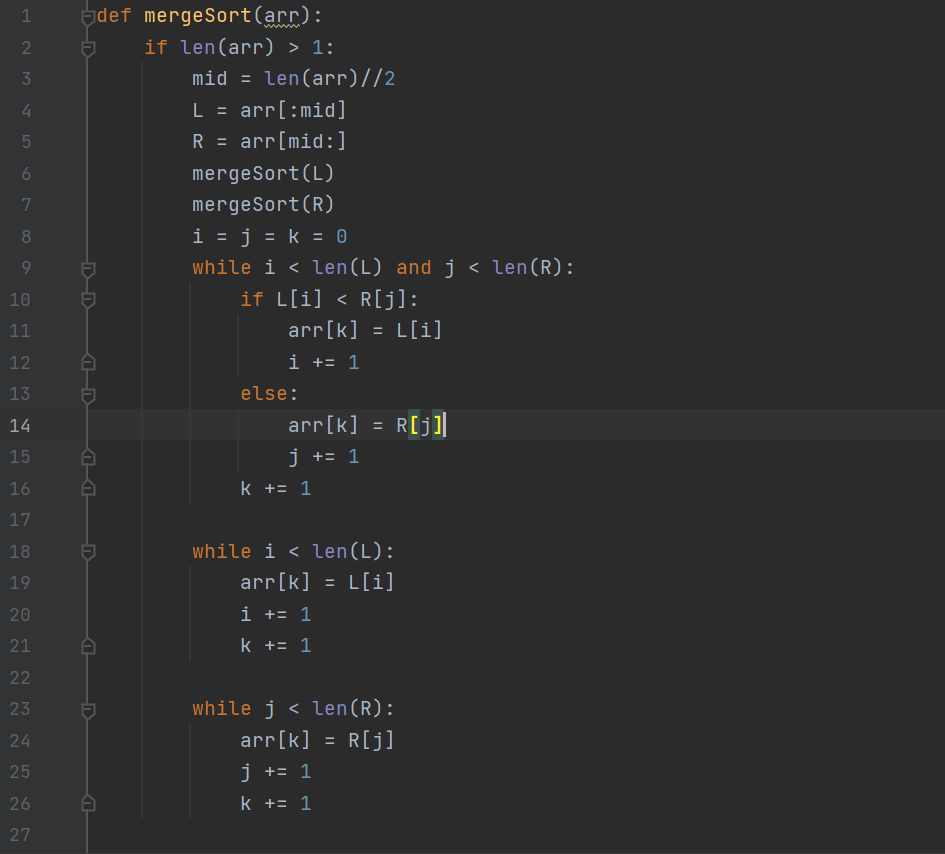 1 def mergeSort(arr):
2     if len(arr) > 1:
3         mid = len(arr)//2
4         L = arr[:mid]
5         R = arr[mid:]
6         mergeSort(L)
7         mergeSort(R)
8         i = j = k = 0
9         while i < len(L) and j < len(R):
10             if L[i] < R[j]:
11                 arr[k] = L[i]
12                 i += 1
13             else:
14                 arr[k] = R[j]
15                 j += 1
16             k += 1
17
18         while i < len(L):
19             arr[k] = L[i]
20             i += 1
21             k += 1
22
23         while j < len(R):
24             arr[k] = R[j]
25             j += 1
26             k += 1
27